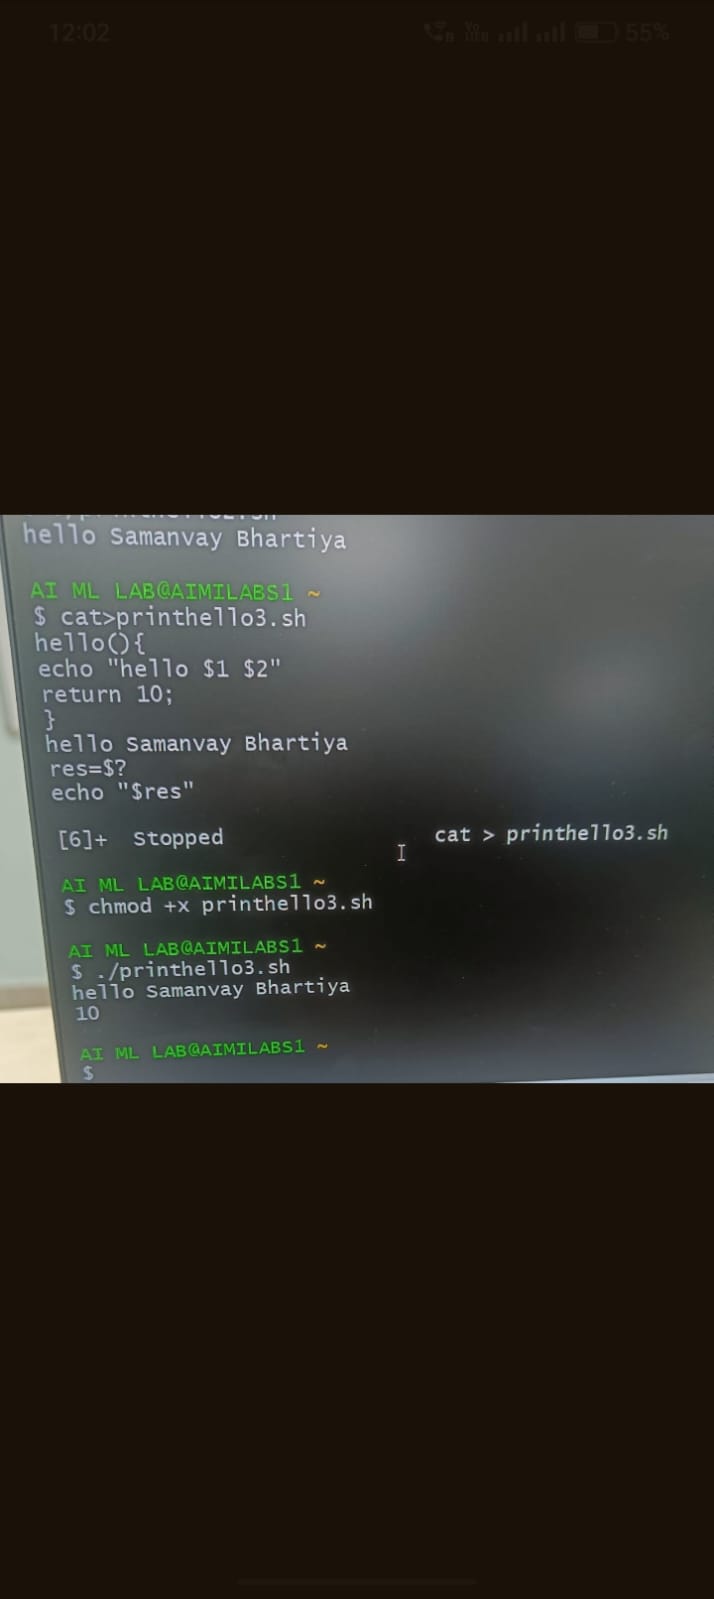 12:02
55%
hello Samanvay Bhartiya
AI ML LAB@AIMILABS1 ~
$ cat>printhello3.sh
hello(){
echo "hello $1 $2"
return 10;
}
hello Samanvay Bhartiya
res=$?
echo "$res"
[6]+ Stopped cat > printhello3.sh
AI ML LAB@AIMILABS1 ~
$ chmod +x printhello3.sh
AI ML LAB@AIMILABS1 ~
$ ./printhello3.sh
hello Samanvay Bhartiya
10
AI ML LAB@AIMILABS1 ~
$